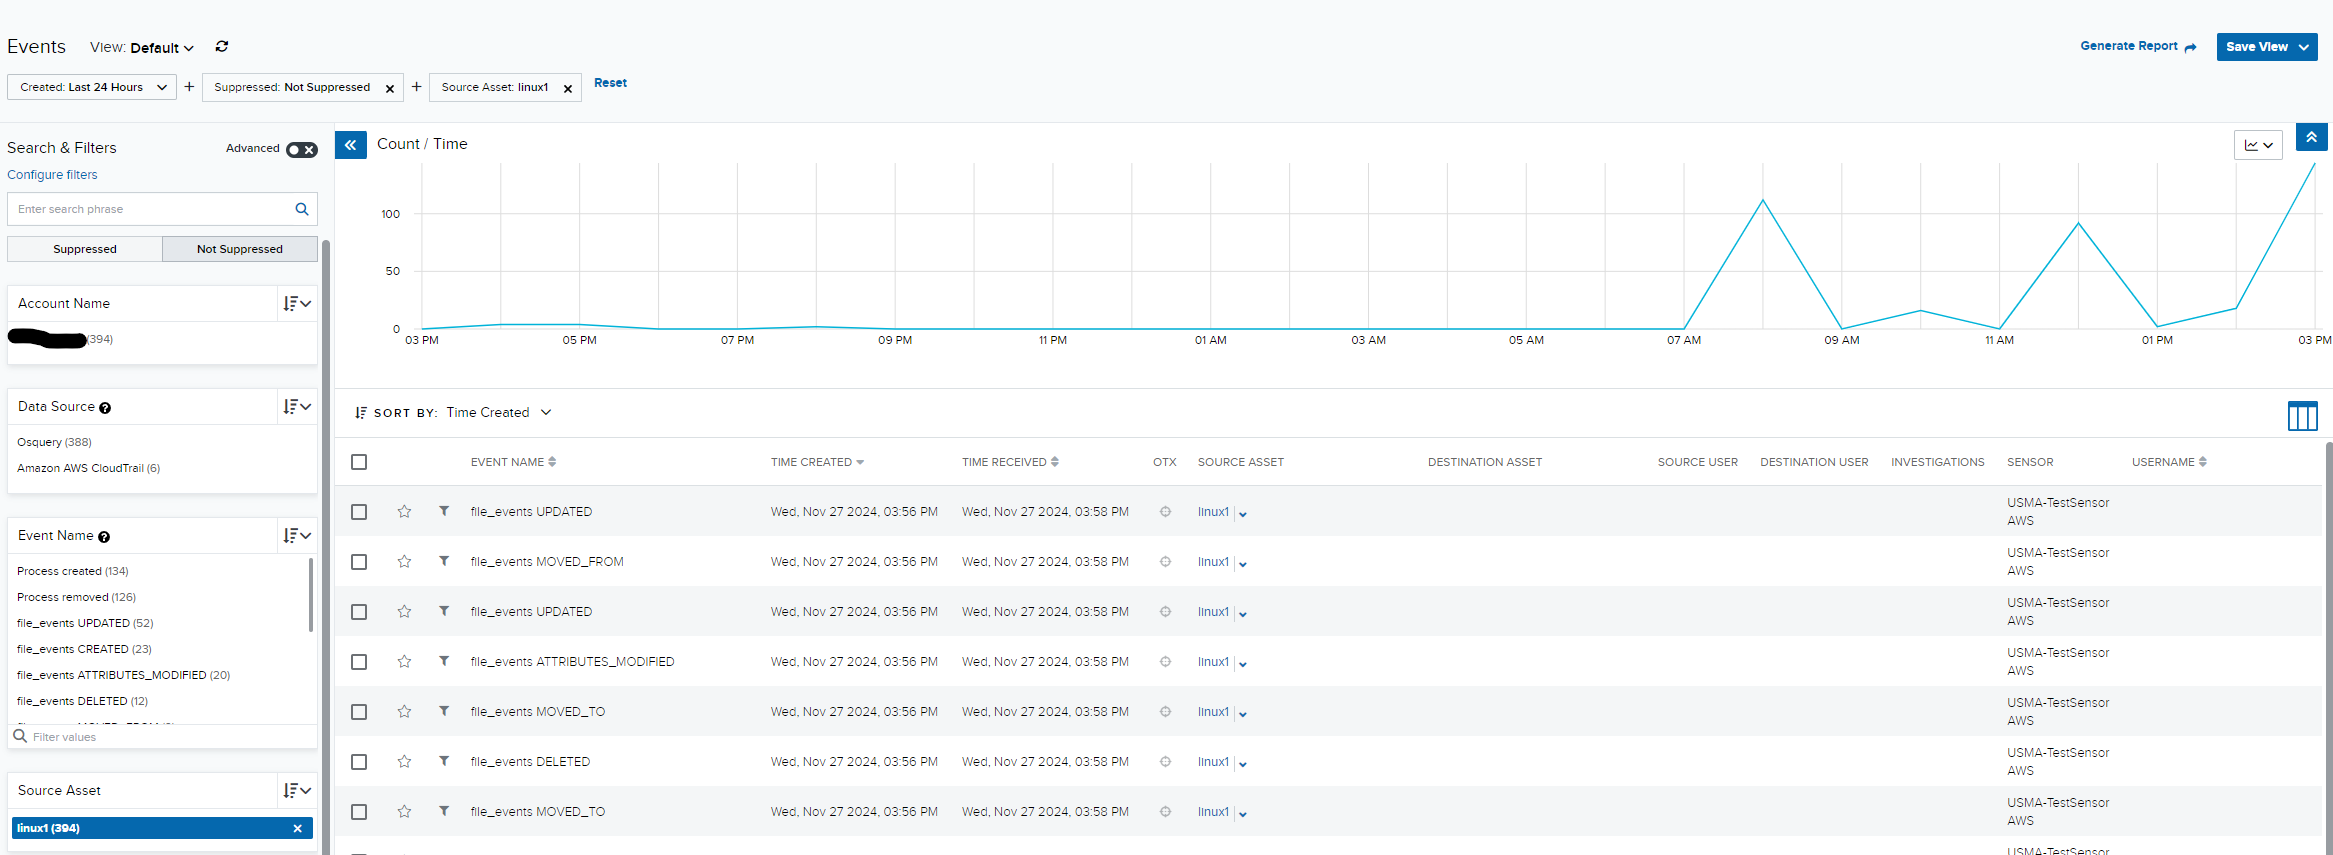 Events View: Default
Generate Report Save View
Created: Last 24 Hours + Suppressed: Not Suppressed × + Source Asset: linux1 × Reset
Search & Filters Advanced
Configure filters
Enter search phrase
Suppressed Not Suppressed
Account Name
(394)
Data Source
Osquery (388)
Amazon AWS CloudTrail (6)
Event Name
Process created (134)
Process removed (126)
file_events UPDATED (52)
file_events CREATED (23)
file_events ATTRIBUTES_MODIFIED (20)
file_events DELETED (12)
Filter values
Source Asset
linux1 (394) ×
Count / Time
100
50
0
03 PM 05 PM 07 PM 09 PM 11 PM 01 AM 03 AM 05 AM 07 AM 09 AM 11 AM 01 PM 03 PM
SORT BY: Time Created
EVENT NAME TIME CREATED TIME RECEIVED OTX SOURCE ASSET DESTINATION ASSET SOURCE USER DESTINATION USER INVESTIGATIONS SENSOR USERNAME
file_events UPDATED Wed, Nov 27 2024, 03:56 PM Wed, Nov 27 2024, 03:58 PM linux1 USMA-TestSensor
AWS
file_events MOVED_FROM Wed, Nov 27 2024, 03:56 PM Wed, Nov 27 2024, 03:58 PM linux1 USMA-TestSensor
AWS
file_events UPDATED Wed, Nov 27 2024, 03:56 PM Wed, Nov 27 2024, 03:58 PM linux1 USMA-TestSensor
AWS
file_events ATTRIBUTES_MODIFIED Wed, Nov 27 2024, 03:56 PM Wed, Nov 27 2024, 03:58 PM linux1 USMA-TestSensor
AWS
file_events MOVED_TO Wed, Nov 27 2024, 03:56 PM Wed, Nov 27 2024, 03:58 PM linux1 USMA-TestSensor
AWS
file_events DELETED Wed, Nov 27 2024, 03:56 PM Wed, Nov 27 2024, 03:58 PM linux1 USMA-TestSensor
AWS
file_events MOVED_TO Wed, Nov 27 2024, 03:56 PM Wed, Nov 27 2024, 03:58 PM linux1 USMA-TestSensor
AWS
USMA-TestSensor